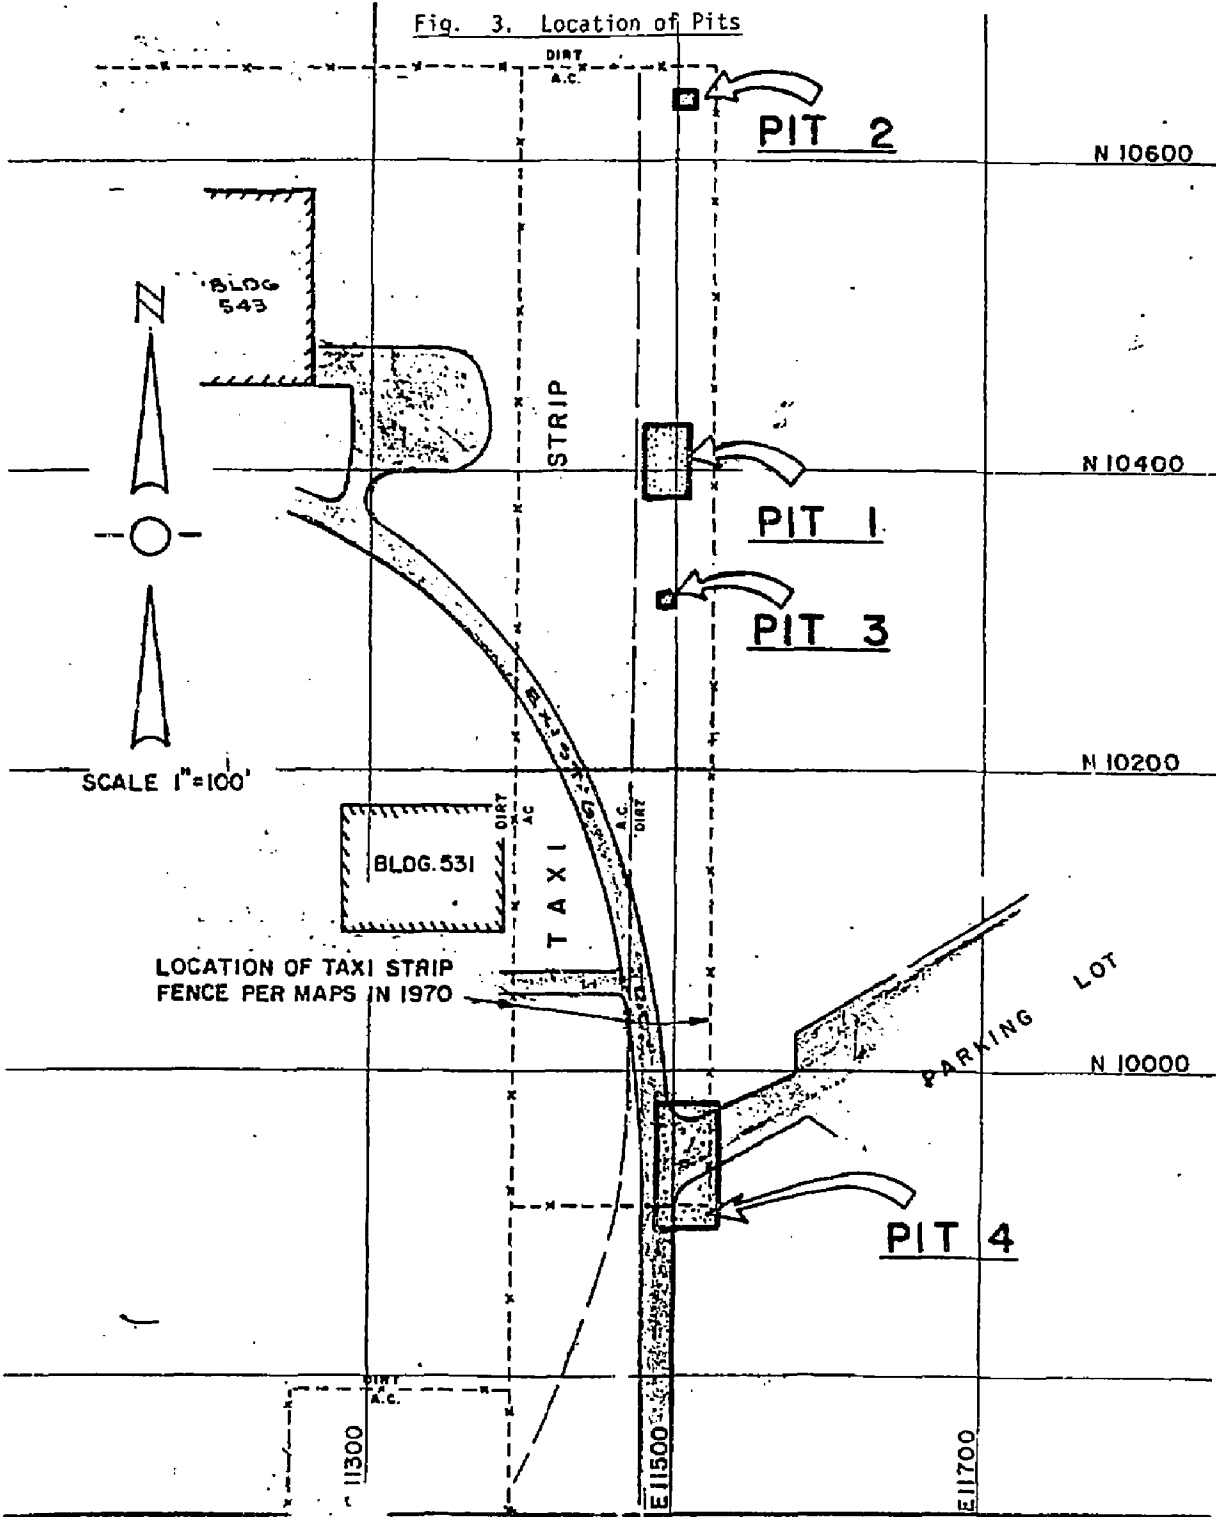 Fig. 3. Location of Pits
DIRT
A.C.
PIT 2
N 10600
BLDG
543
N
STRIP
N 10400
PIT 1
PIT 3
SCALE 1"=100'
N 10200
DIRT
AC
A.C.
DIRT
BLDG. 531
TAXI
LOCATION OF TAXI STRIP
FENCE PER MAPS IN 1970
PARKING LOT
N 10000
PIT 4
DIRT
A.C.
11300
E 11500
E 11700